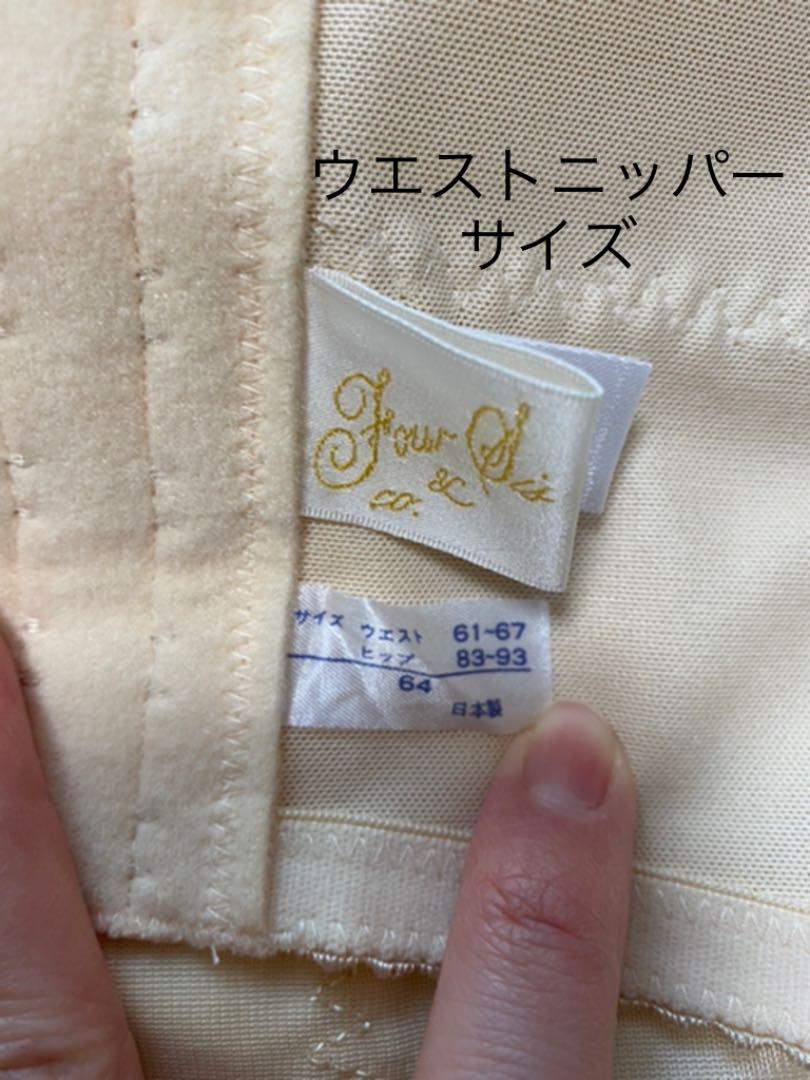 ウエストニッパー
サイズ
Four Sis
& co.
サイズ ウエスト 61~67
ヒップ 83-93
64
日本製